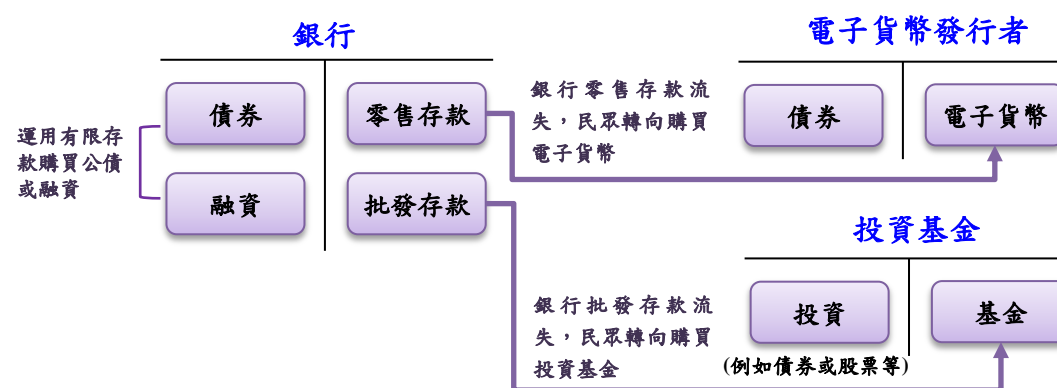 銀行
債券
零售存款
融資
批發存款
運用有限存
款購買公債
或融資
銀行零售存款流
失，民眾轉向購買
電子貨幣
電子貨幣發行者
債券
電子貨幣
銀行批發存款流
失，民眾轉向購買
投資基金
投資基金
投資
基金
(例如債券或股票等)